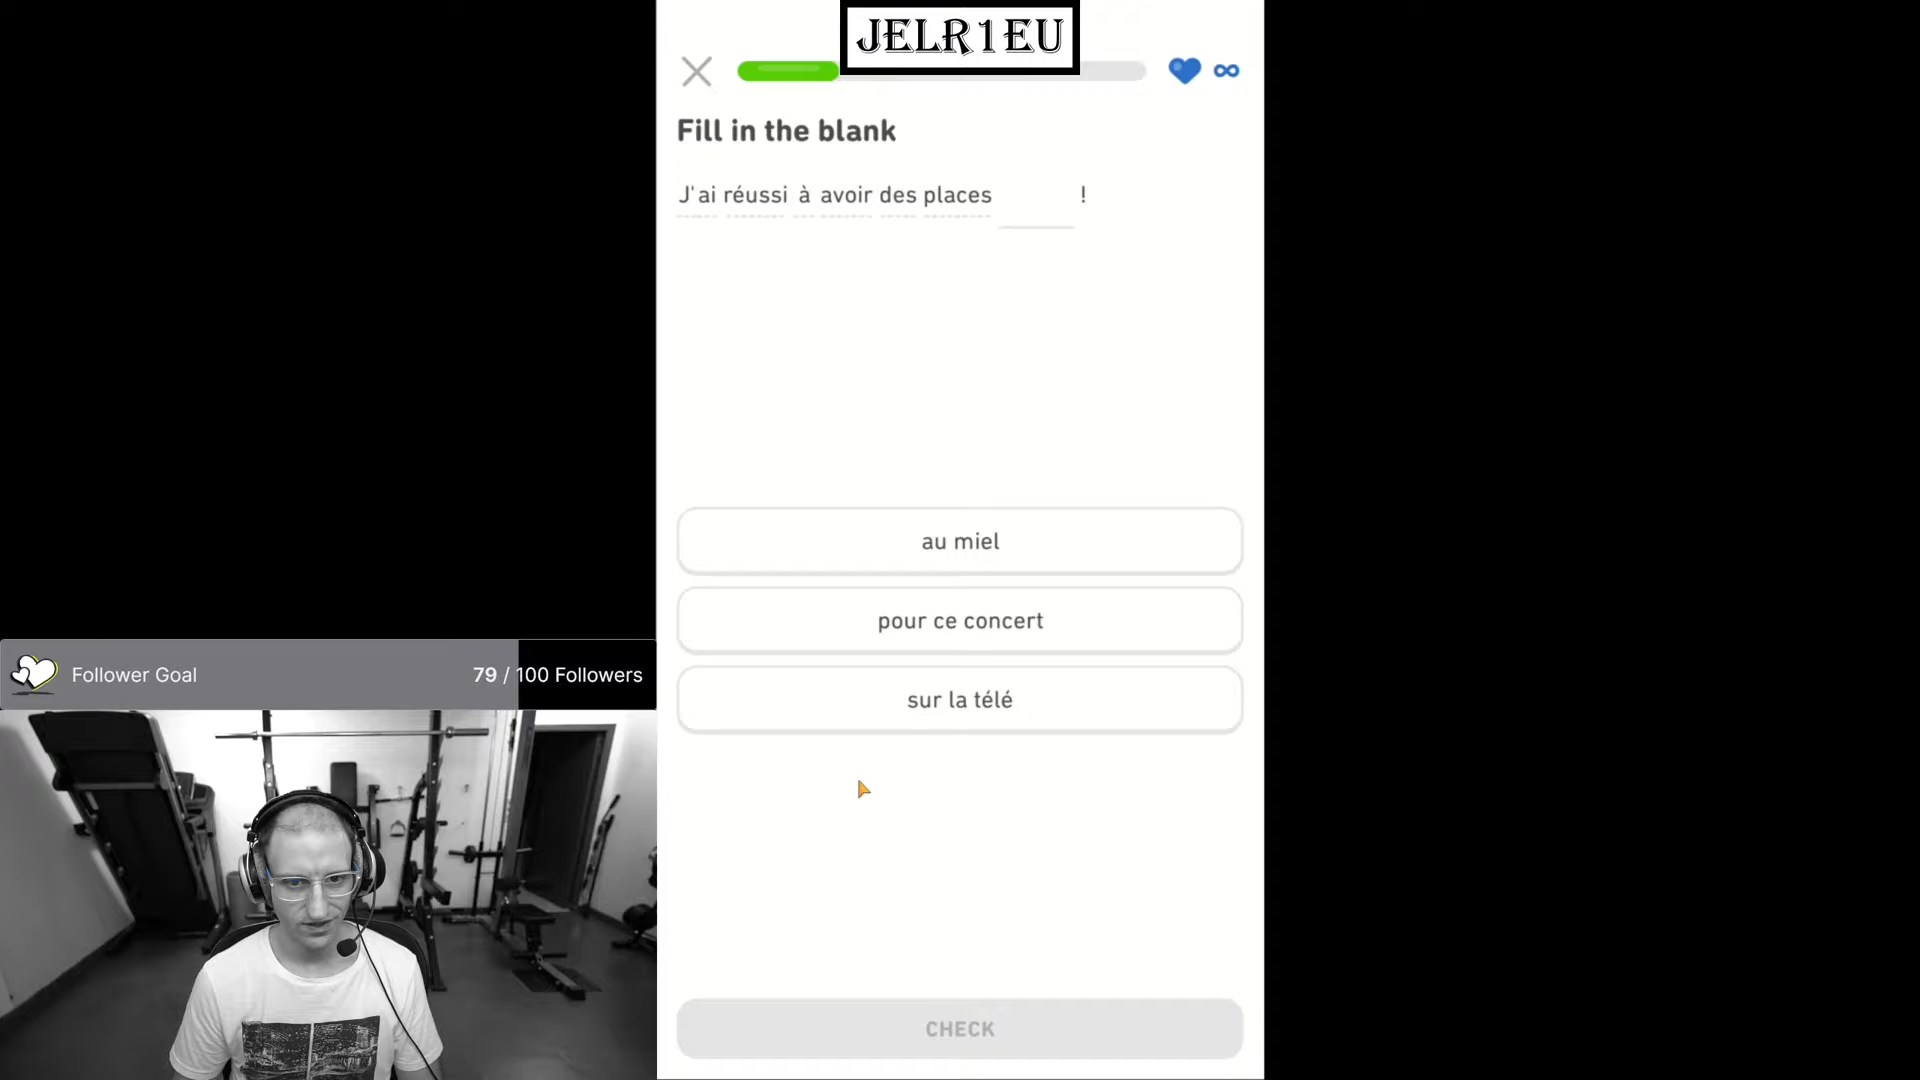 JELR1EU
Fill in the blank
J'ai réussi à avoir des places !
au miel
pour ce concert
sur la télé
Follower Goal
79 / 100 Followers
CHECK